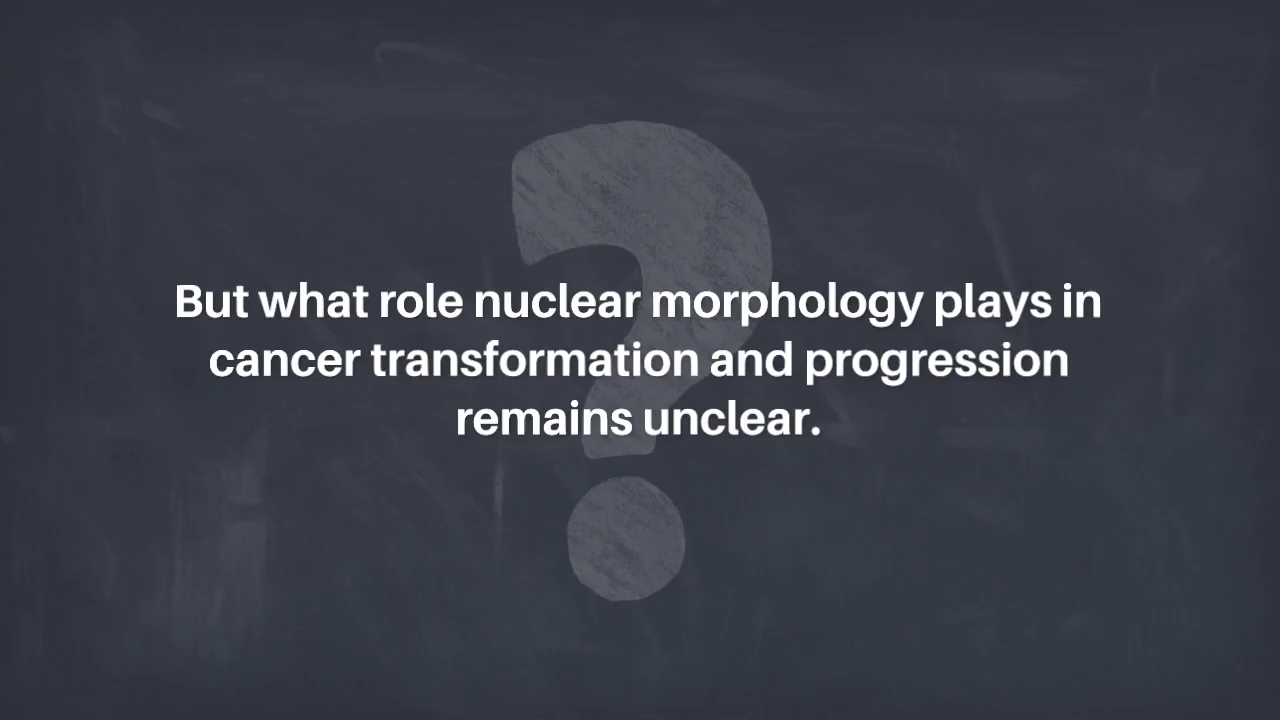 But what role nuclear morphology plays in
cancer transformation and progression
remains unclear.